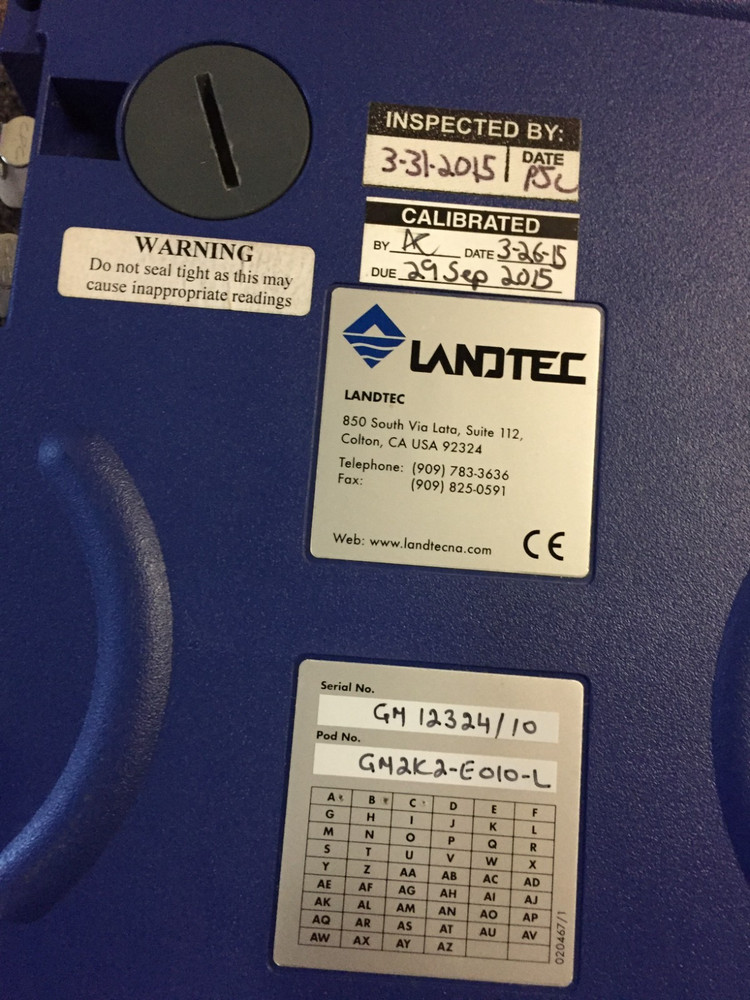 INSPECTED BY:
3-31-2015 DATE
PJC
CALIBRATED
BY AC DATE 3-26-15
DUE 29 Sep 2015
WARNING
Do not seal tight as this may
cause inappropriate readings
LANDTEC
LANDTEC
850 South Via Lata, Suite 112,
Colton, CA USA 92324
Telephone: (909) 783-3636
Fax: (909) 825-0591
Web: www.landtecna.com CE
Serial No.
GM 12324/10
Pod No.
GM2K2-E010-L
A B C D E F
G H I J K L
M N O P Q R
S T U V W X
Y Z AA AB AC AD
AE AF AG AH AI AJ
AK AL AM AN AO AP
AQ AR AS AT AU AV
AW AX AY AZ
020467/1